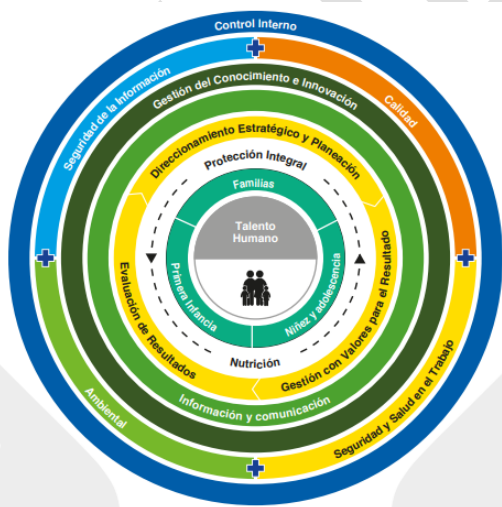 Control Interno
Seguridad de la Información
Calidad
Gestión del Conocimiento e Innovación
Direccionamiento Estratégico y Planeación
Protección Integral
Familias
Talento
Humano
Primera Infancia
Niñez y adolescencia
Evaluación de Resultados
Gestión con Valores para el Resultado
Nutrición
Información y comunicación
Ambiental
Seguridad y Salud en el Trabajo